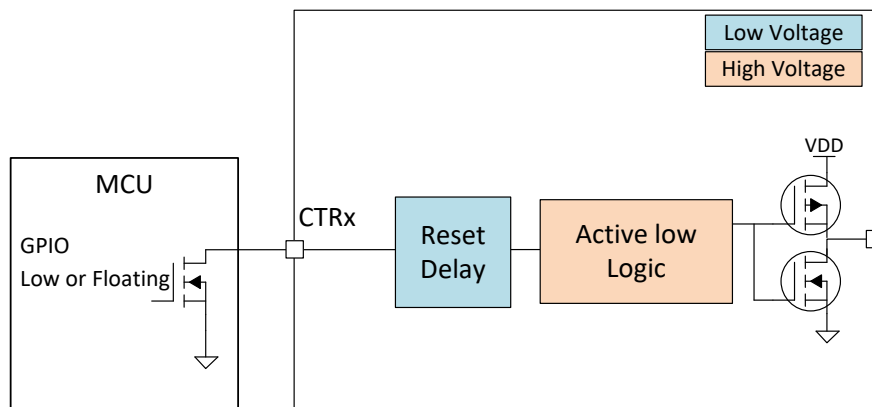 Low Voltage
High Voltage
VDD
MCU
CTRx
GPIO
Low or Floating
Reset
Delay
Active low
Logic